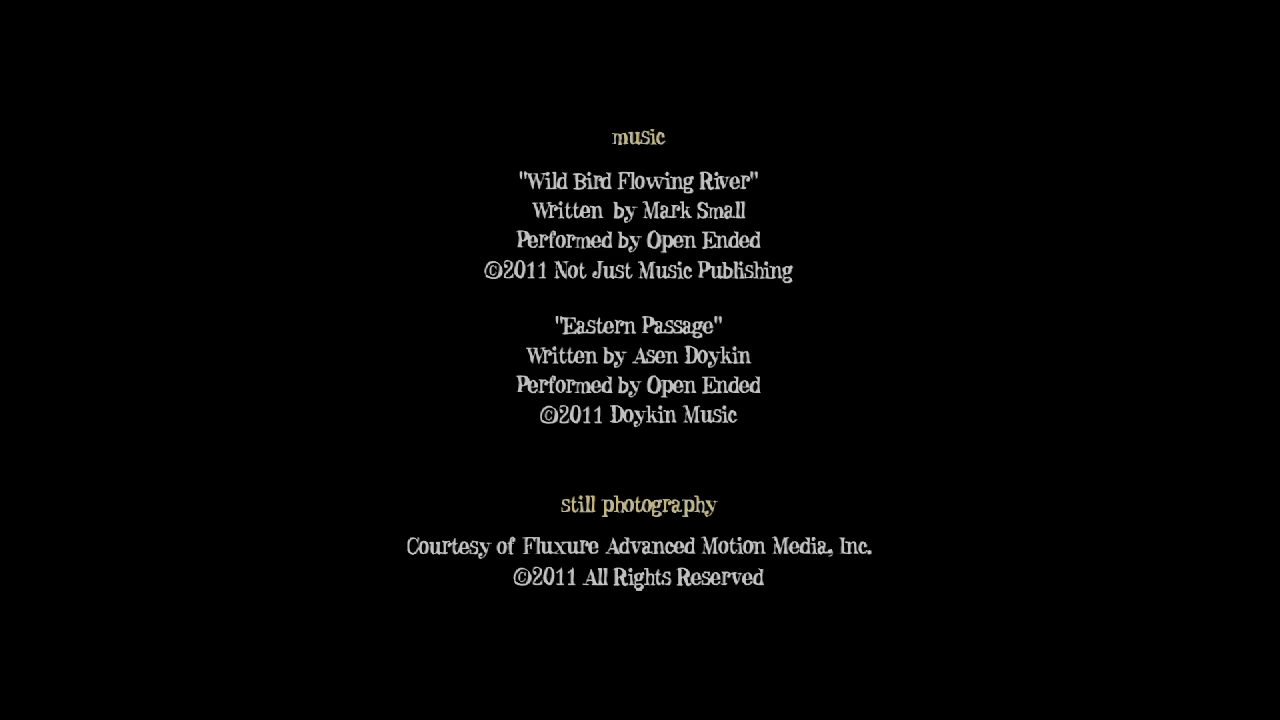 music
"Wild Bird Flowing River"
Written by Mark Small
Performed by Open Ended
©2011 Not Just Music Publishing
"Eastern Passage"
Written by Asen Doykin
Performed by Open Ended
©2011 Doykin Music
still photography
Courtesy of Fluxure Advanced Motion Media, Inc.
©2011 All Rights Reserved